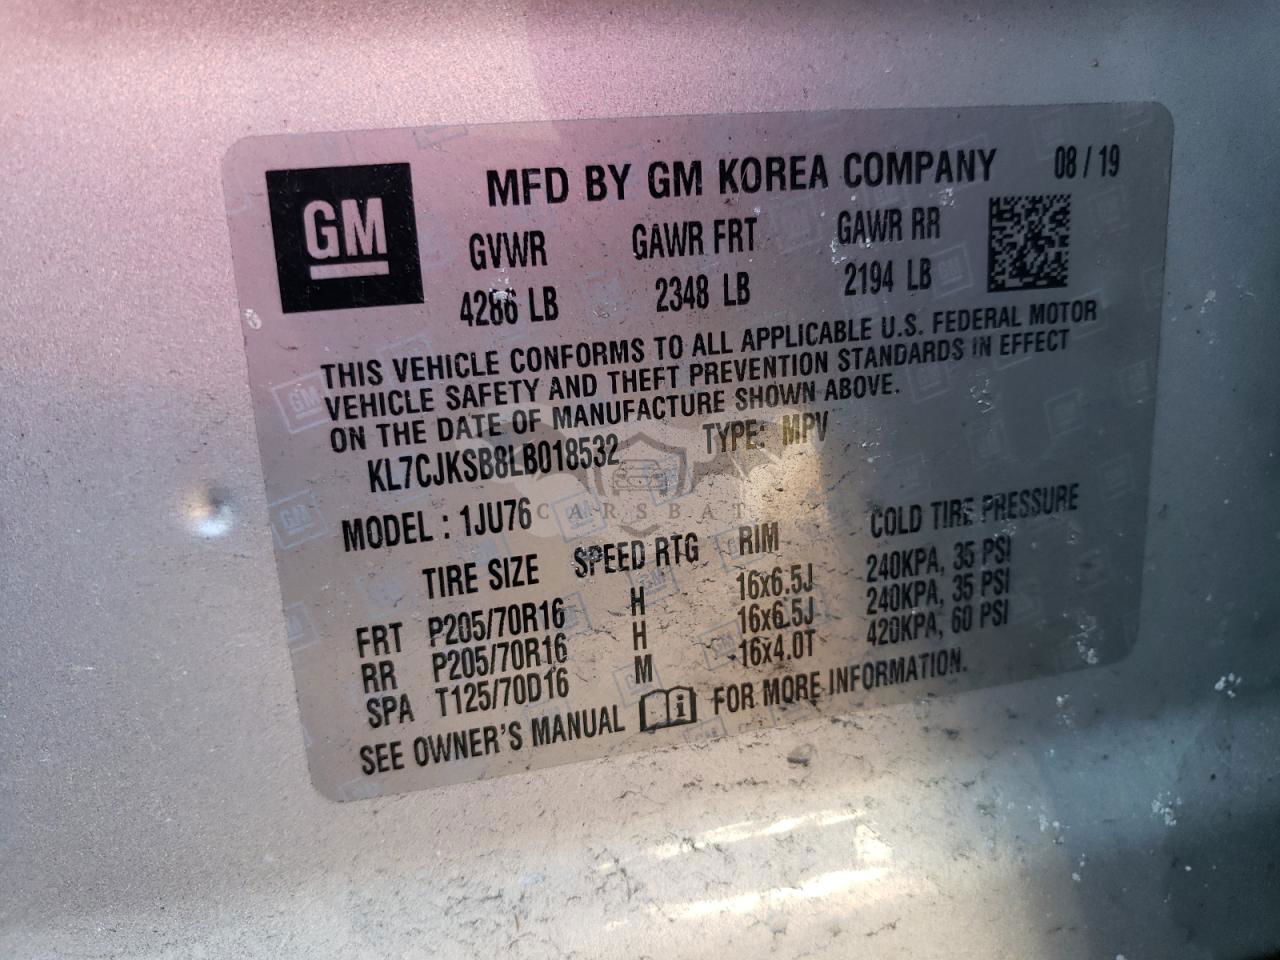 GM
MFD BY GM KOREA COMPANY 08 / 19
GVWR GAWR FRT GAWR RR
4286 LB 2348 LB 2194 LB
THIS VEHICLE CONFORMS TO ALL APPLICABLE U.S. FEDERAL MOTOR
VEHICLE SAFETY AND THEFT PREVENTION STANDARDS IN EFFECT
ON THE DATE OF MANUFACTURE SHOWN ABOVE.
KL7CJKSB8LB018532 TYPE: MPV
CARSBAT
MODEL : 1JU76
TIRE SIZE SPEED RTG RIM COLD TIRE PRESSURE
FRT P205/70R16 H 16x6.5J 240KPA, 35 PSI
RR P205/70R16 H 16x6.5J 240KPA, 35 PSI
SPA T125/70D16 M 16x4.0T 420KPA, 60 PSI
SEE OWNER'S MANUAL i FOR MORE INFORMATION.